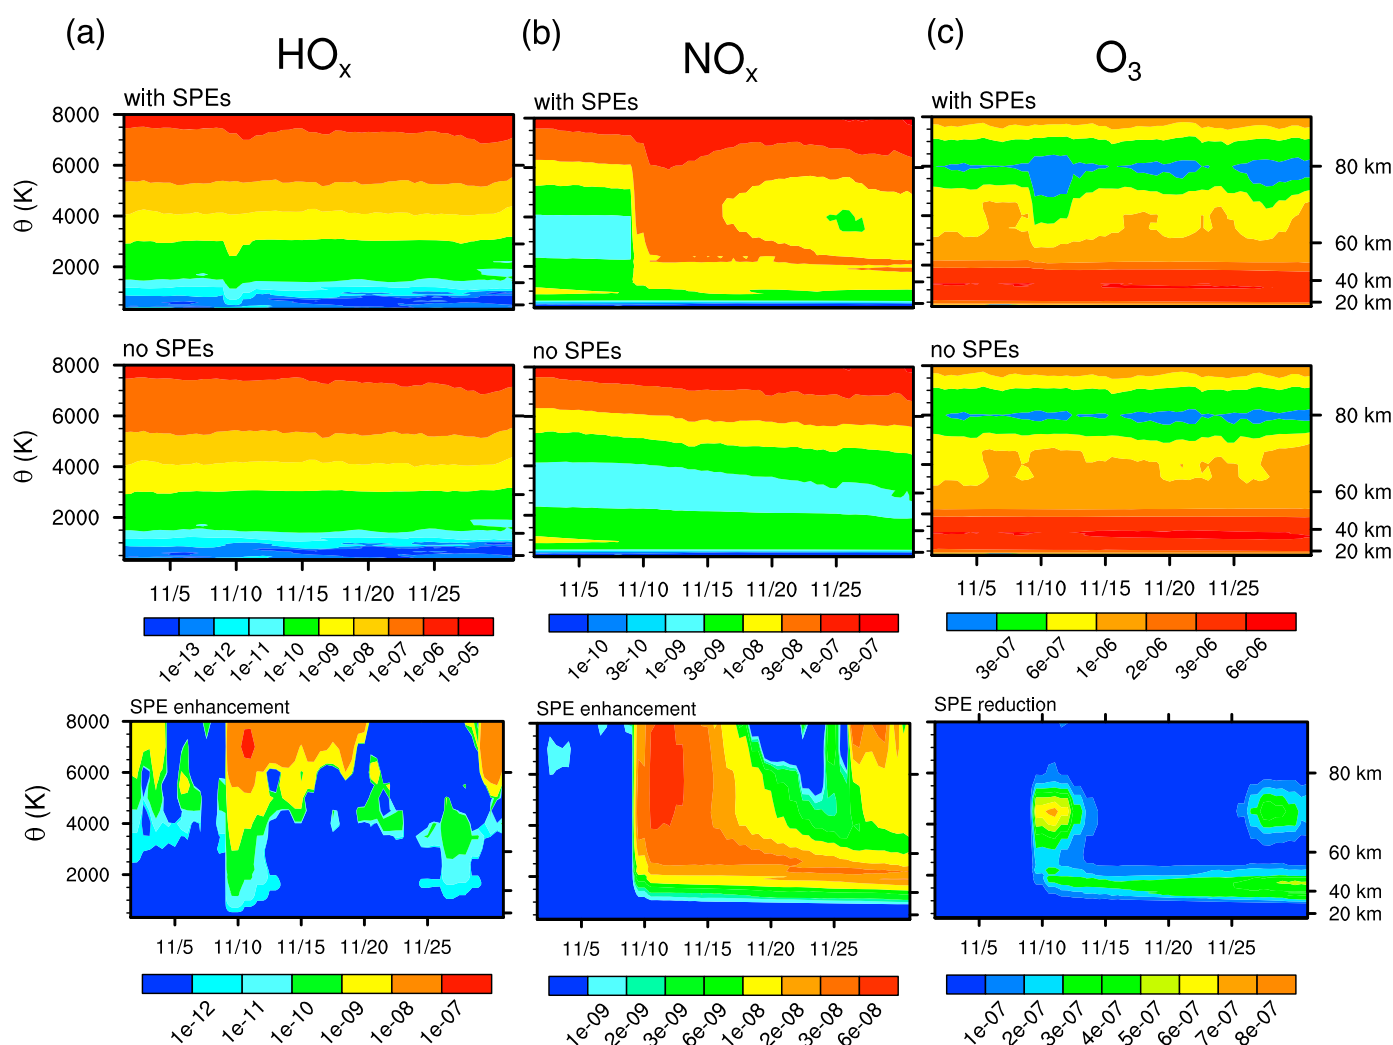 (a) (b) (c)
HOx NOx O3
with SPEs with SPEs with SPEs
8000
6000
4000
2000
θ (K)
80 km
60 km
40 km
20 km
no SPEs no SPEs no SPEs
8000
6000
4000
2000
θ (K)
80 km
60 km
40 km
20 km
11/5 11/10 11/15 11/20 11/25 11/5 11/10 11/15 11/20 11/25 11/5 11/10 11/15 11/20 11/25
1e-13 1e-12 1e-11 1e-10 1e-09 1e-08 1e-07 1e-06 1e-05
1e-10 3e-10 1e-09 3e-09 1e-08 3e-08 1e-07 3e-07
3e-07 6e-07 1e-06 2e-06 3e-06 6e-06
SPE enhancement SPE enhancement SPE reduction
8000
6000
4000
2000
θ (K)
80 km
60 km
40 km
20 km
11/5 11/10 11/15 11/20 11/25 11/5 11/10 11/15 11/20 11/25 11/5 11/10 11/15 11/20 11/25
1e-12 1e-11 1e-10 1e-09 1e-08 1e-07
1e-09 2e-09 3e-09 6e-09 1e-08 2e-08 3e-08 6e-08
1e-07 2e-07 3e-07 4e-07 5e-07 6e-07 7e-07 8e-07